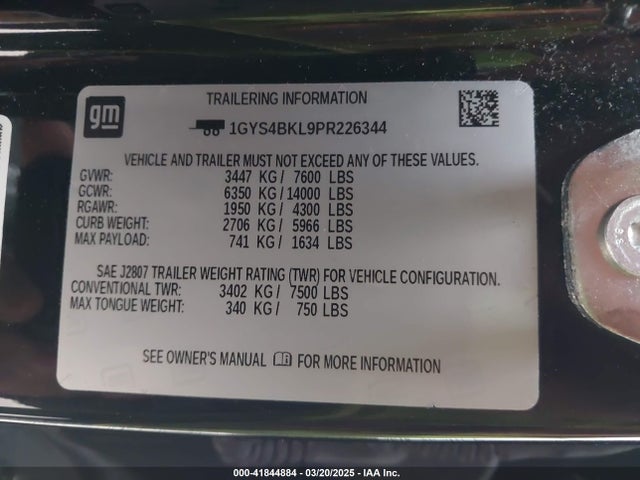 gm
TRAILERING INFORMATION
1GYS4BKL9PR226344
VEHICLE AND TRAILER MUST NOT EXCEED ANY OF THESE VALUES.
GVWR: 3447 KG / 7600 LBS
GCWR: 6350 KG / 14000 LBS
RGAWR: 1950 KG / 4300 LBS
CURB WEIGHT: 2706 KG / 5966 LBS
MAX PAYLOAD: 741 KG / 1634 LBS
SAE J2807 TRAILER WEIGHT RATING (TWR) FOR VEHICLE CONFIGURATION.
CONVENTIONAL TWR: 3402 KG / 7500 LBS
MAX TONGUE WEIGHT: 340 KG / 750 LBS
SEE OWNER'S MANUAL FOR MORE INFORMATION
000-41844884 — 03/20/2025 — IAA Inc.